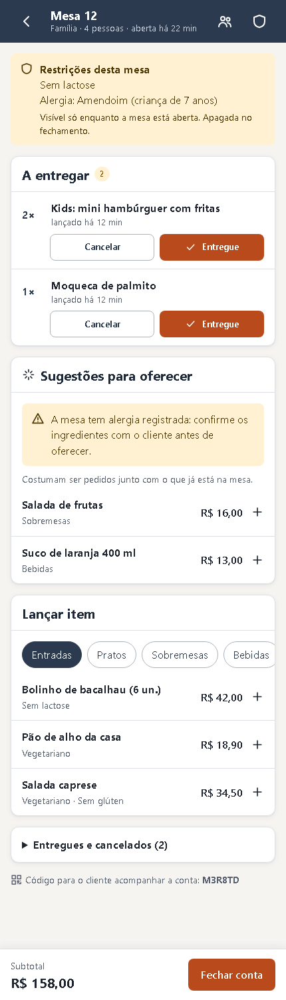 Mesa 12
Família · 4 pessoas · aberta há 22 min
Restrições desta mesa
Sem lactose
Alergia: Amendoim (criança de 7 anos)
Visível só enquanto a mesa está aberta. Apagada no
fechamento.
A entregar 2
2×
Kids: mini hambúrguer com fritas
lançado há 12 min
Cancelar
Entregue
1×
Moqueca de palmito
lançado há 12 min
Cancelar
Entregue
Sugestões para oferecer
A mesa tem alergia registrada: confirme os
ingredientes com o cliente antes de
oferecer.
Costumam ser pedidos junto com o que já está na mesa.
Salada de frutas
Sobremesas
R$ 16,00
Suco de laranja 400 ml
Bebidas
R$ 13,00
Lançar item
Entradas
Pratos
Sobremesas
Bebidas
Bolinho de bacalhau (6 un.)
Sem lactose
R$ 42,00
Pão de alho da casa
Vegetariano
R$ 18,90
Salada caprese
Vegetariano · Sem glúten
R$ 34,50
Entregues e cancelados (2)
Código para o cliente acompanhar a conta: M3R8TD
Subtotal
R$ 158,00
Fechar conta